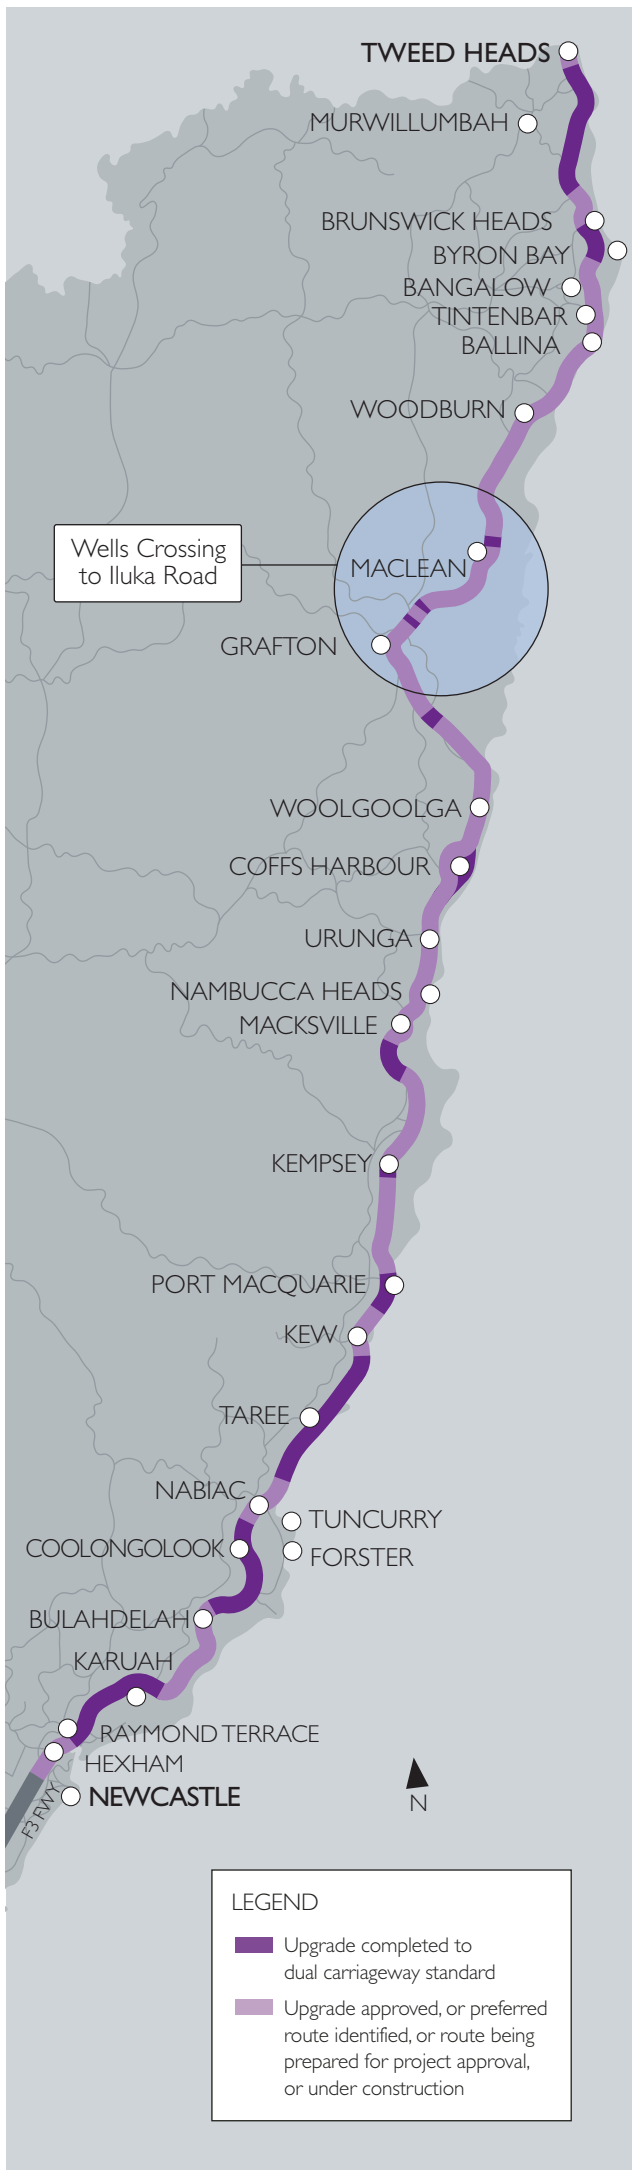 TWEED HEADS
MURWILLUMBAH
BRUNSWICK HEADS
BYRON BAY
BANGALOW
TINTENBAR
BALLINA
WOODBURN
Wells Crossing
to Iluka Road
MACLEAN
GRAFTON
WOOLGOOLGA
COFFS HARBOUR
URUNGA
NAMBUCCA HEADS
MACKSVILLE
KEMPSEY
PORT MACQUARIE
KEW
TAREE
NABIAC
TUNCURRY
COOLONGOLOOK
FORSTER
BULAHDELAH
KARUAH
RAYMOND TERRACE
HEXHAM
F3 FWY
NEWCASTLE
N
LEGEND
Upgrade completed to
dual carriageway standard
Upgrade approved, or preferred
route identified, or route being
prepared for project approval,
or under construction